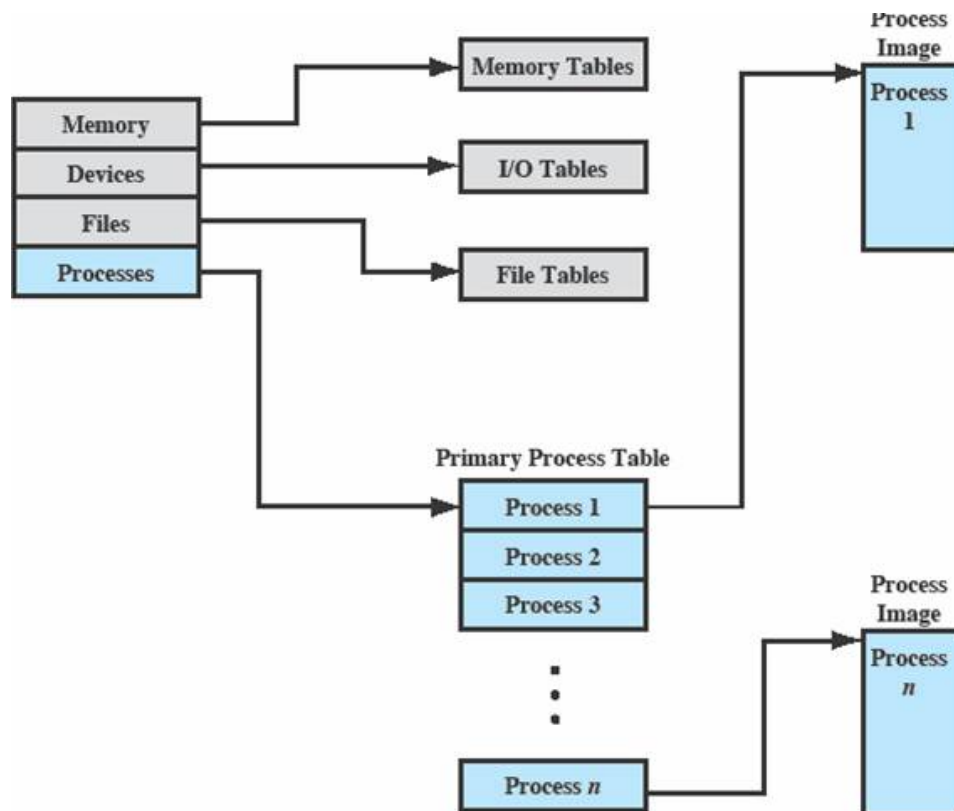 Process
Image
Process
1
Memory Tables
Memory
Devices
Files
Processes
I/O Tables
File Tables
Primary Process Table
Process 1
Process 2
Process 3
Process n
Process
Image
Process
n